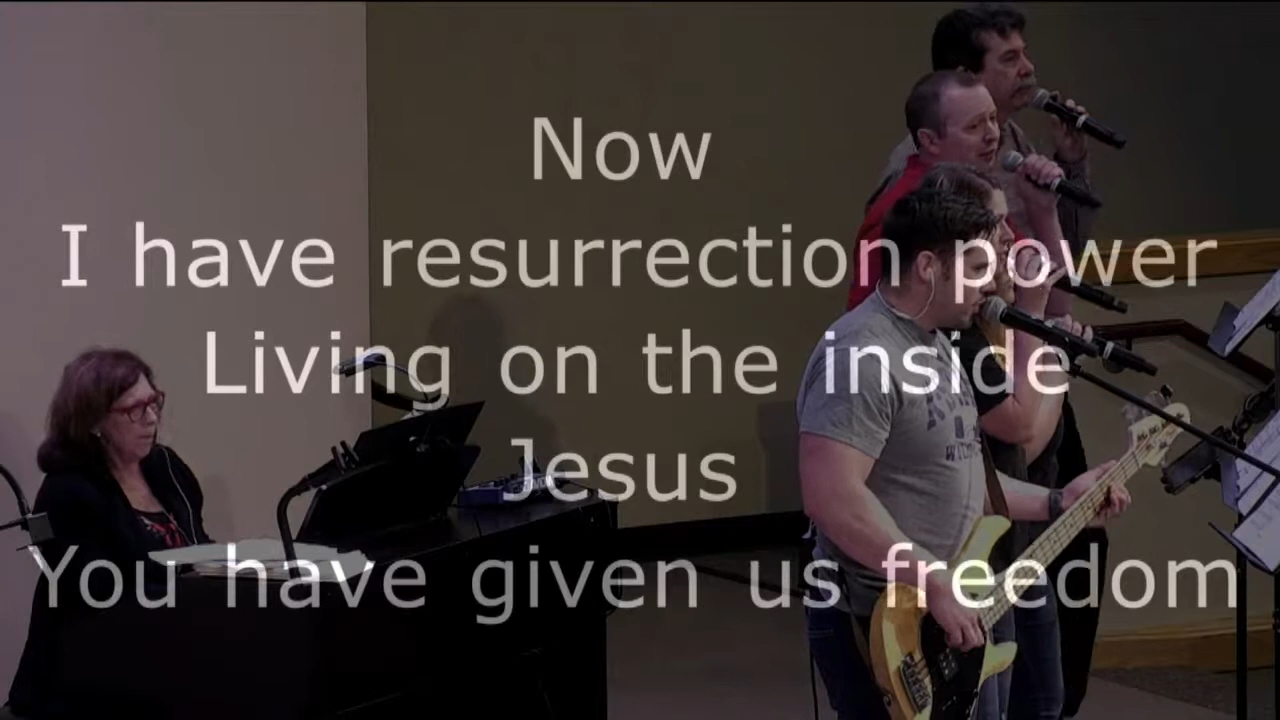 Now
I have resurrection power
Living on the inside
Jesus
You have given us freedom